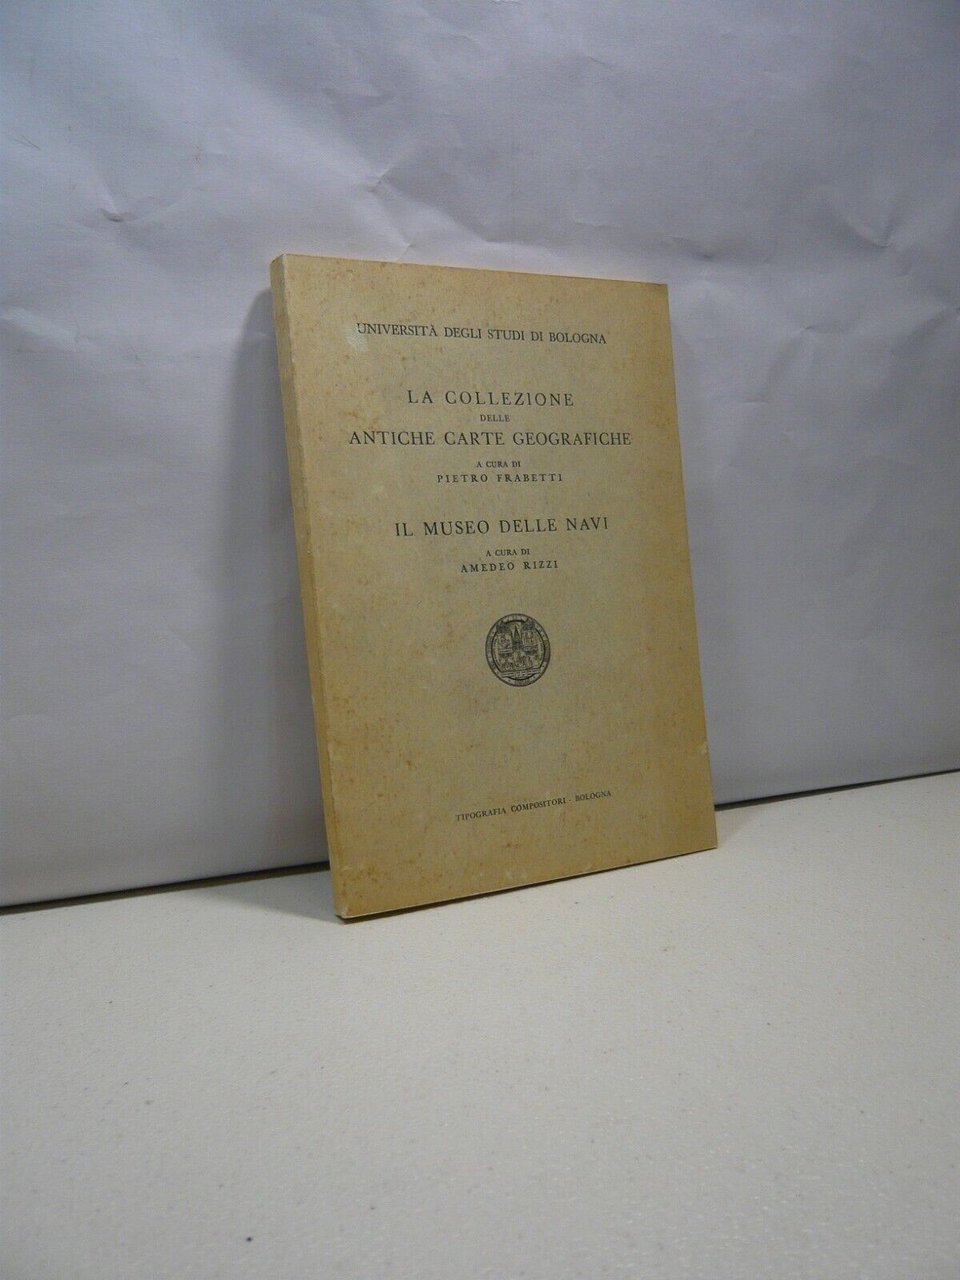 UNIVERSITÀ DEGLI STUDI DI BOLOGNA
LA COLLEZIONE
DELLE
ANTICHE CARTE GEOGRAFICHE
A CURA DI
PIETRO FRABETTI
IL MUSEO DELLE NAVI
A CURA DI
AMEDEO RIZZI
TIPOGRAFIA COMPOSITORI - BOLOGNA